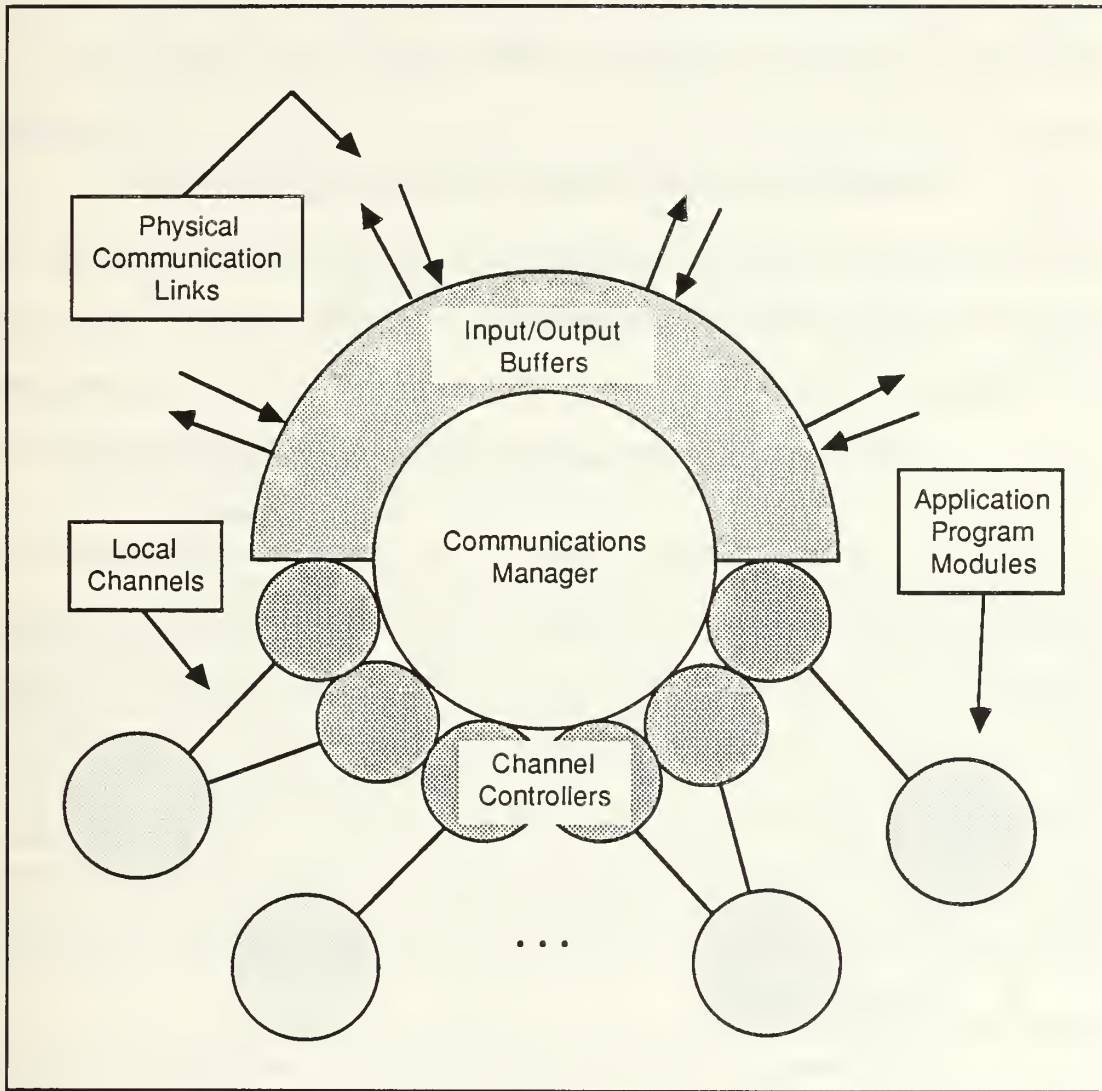 Physical
Communication
Links
Input/Output
Buffers
Local
Channels
Communications
Manager
Application
Program
Modules
Channel
Controllers
. . .